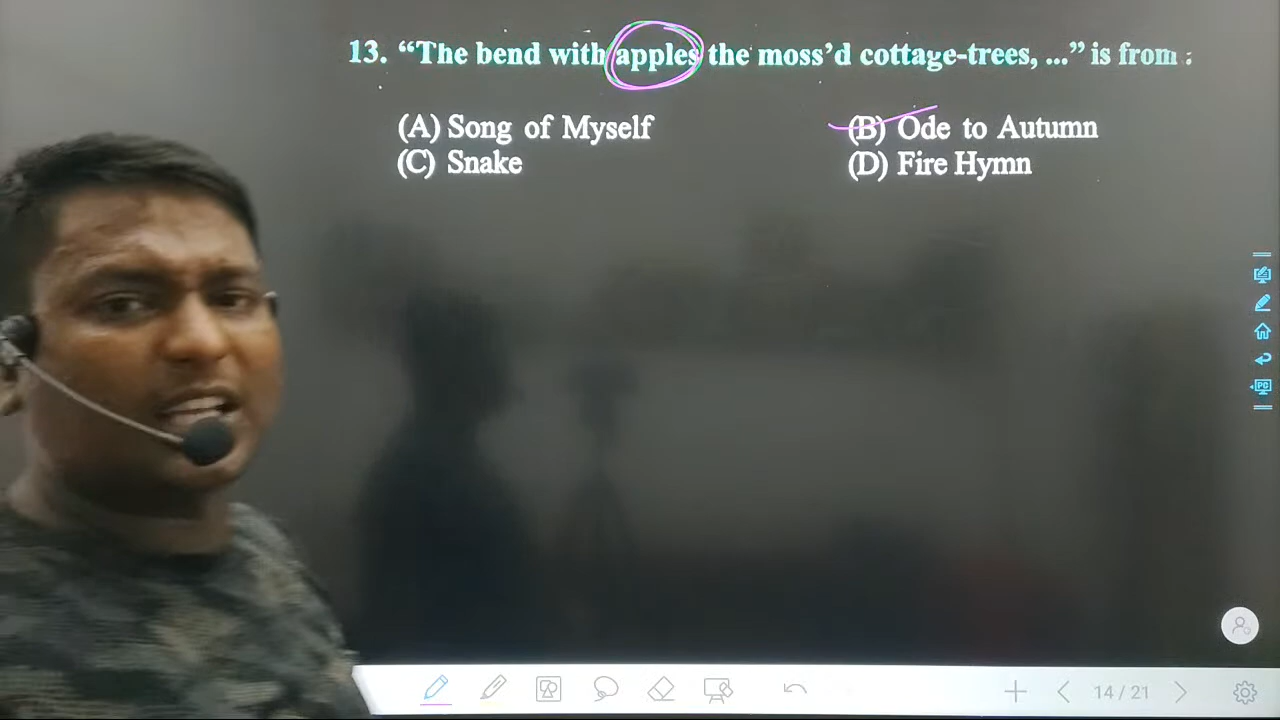 13. “The bend with apples the moss’d cottage-trees, ...” is from :
(A) Song of Myself
(B) Ode to Autumn
(C) Snake
(D) Fire Hymn
PC
14 / 21